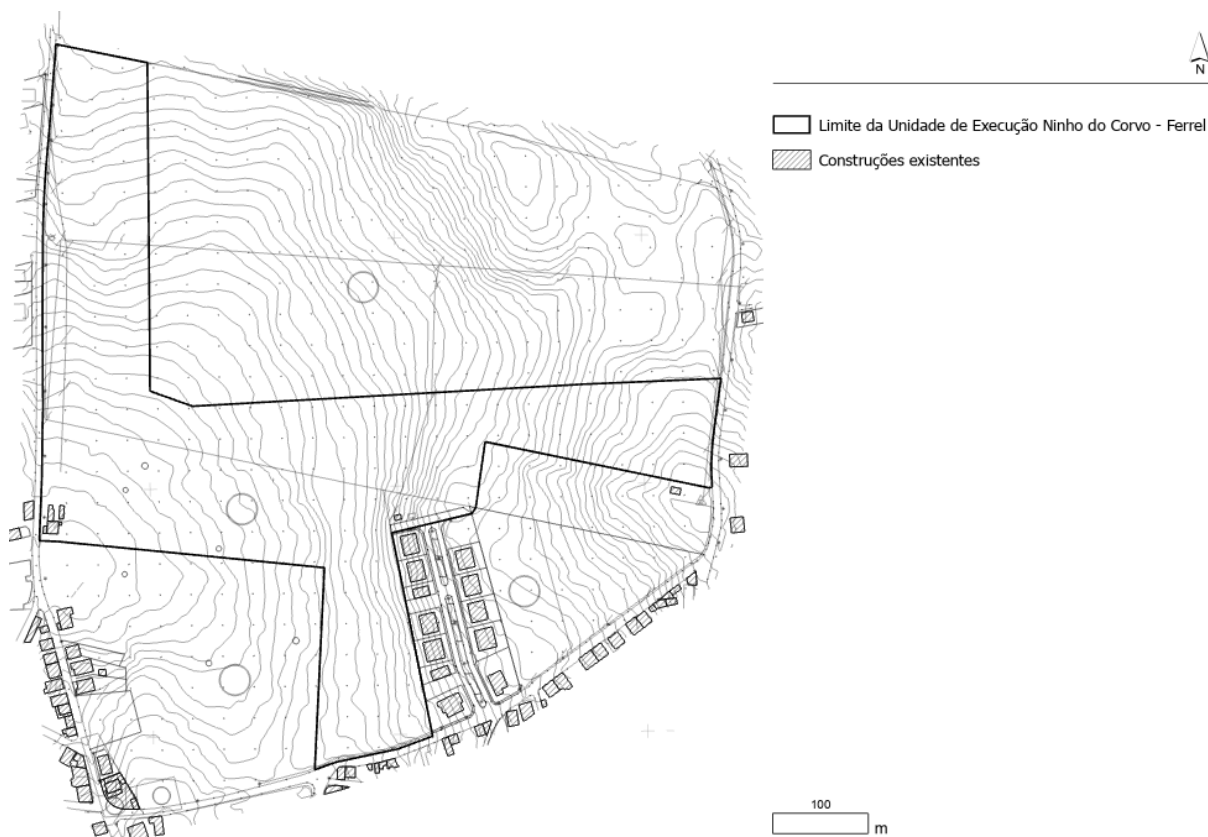 N
Limite da Unidade de Execução Ninho do Corvo - Ferrel
Construções existentes
100
m